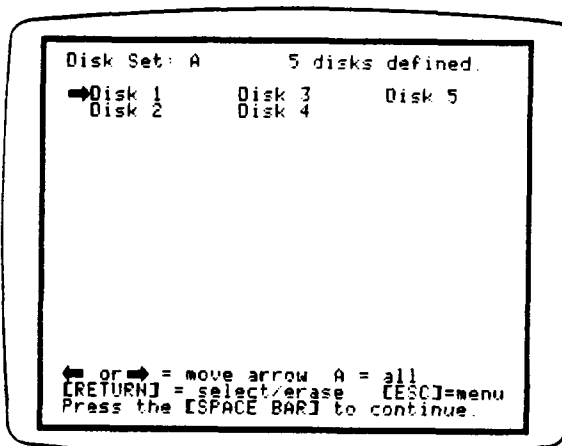 Disk Set: A 5 disks defined.
➡Disk 1 Disk 3 Disk 5
Disk 2 Disk 4
⬅ or ➡ = move arrow A = all
[RETURN] = select/erase [ESC]=menu
Press the [SPACE BAR] to continue.